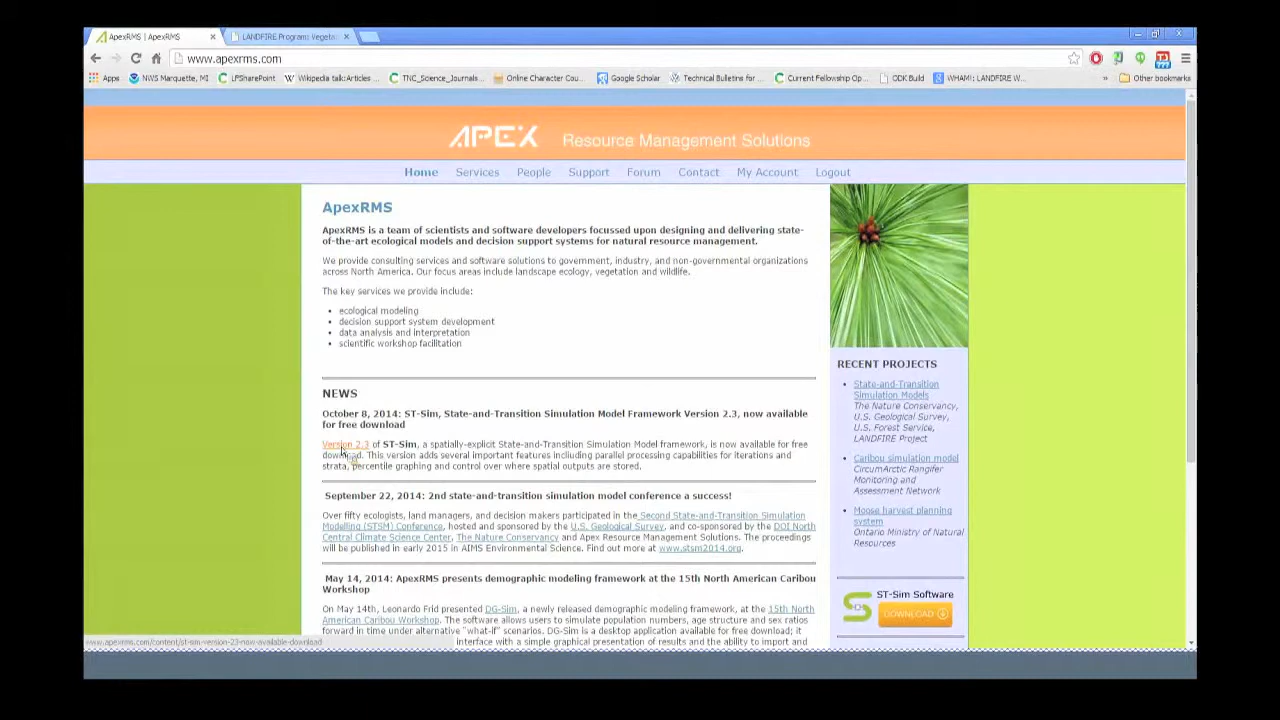 ApexRMS | ApexRMS
LANDFIRE Program: Vegeta
www.apexrms.com
Apps NWS Marquette, MI LFSharePoint Wikipedia talk:Articles ... TNC_Science_Journals... Online Character Cou... Google Scholar Technical Bulletins for ... Current Fellowship Op... ODK Build WHAM!: LANDFIRE W... » Other bookmarks
APEX Resource Management Solutions
Home Services People Support Forum Contact My Account Logout
ApexRMS
ApexRMS is a team of scientists and software developers focussed upon designing and delivering state-
of-the-art ecological models and decision support systems for natural resource management.
We provide consulting services and software solutions to government, industry, and non-governmental organizations
across North America. Our focus areas include landscape ecology, vegetation and wildlife.
The key services we provide include:
• ecological modeling
• decision support system development
• data analysis and interpretation
• scientific workshop facilitation
NEWS
October 8, 2014: ST-Sim, State-and-Transition Simulation Model Framework Version 2.3, now available
for free download
Version 2.3 of ST-Sim, a spatially-explicit State-and-Transition Simulation Model framework, is now available for free
download. This version adds several important features including parallel processing capabilities for iterations and
strata, percentile graphing and control over where spatial outputs are stored.
September 22, 2014: 2nd state-and-transition simulation model conference a success!
Over fifty ecologists, land managers, and decision makers participated in the Second State-and-Transition Simulation
Modelling (STSM) Conference, hosted and sponsored by the U.S. Geological Survey, and co-sponsored by the DOI North
Central Climate Science Center, The Nature Conservancy and Apex Resource Management Solutions. The proceedings
will be published in early 2015 in AIMS Environmental Science. Find out more at www.stsm2014.org.
May 14, 2014: ApexRMS presents demographic modeling framework at the 15th North American Caribou
Workshop
On May 14th, Leonardo Frid presented DG-Sim, a newly released demographic modeling framework, at the 15th North
American Caribou Workshop. The software allows users to simulate population numbers, age structure and sex ratios
forward in time under alternative "what-if" scenarios. DG-Sim is a desktop application available for free download; it
interface with a simple graphical presentation of results and the ability to import and
RECENT PROJECTS
• State-and-Transition
Simulation Models
The Nature Conservancy,
U.S. Geological Survey,
U.S. Forest Service,
LANDFIRE Project
• Caribou simulation model
CircumArctic Rangifer
Monitoring and
Assessment Network
• Moose harvest planning
system
Ontario Ministry of Natural
Resources
ST-Sim Software
DOWNLOAD
www.apexrms.com/content/st-sim-version-23-now-available-download